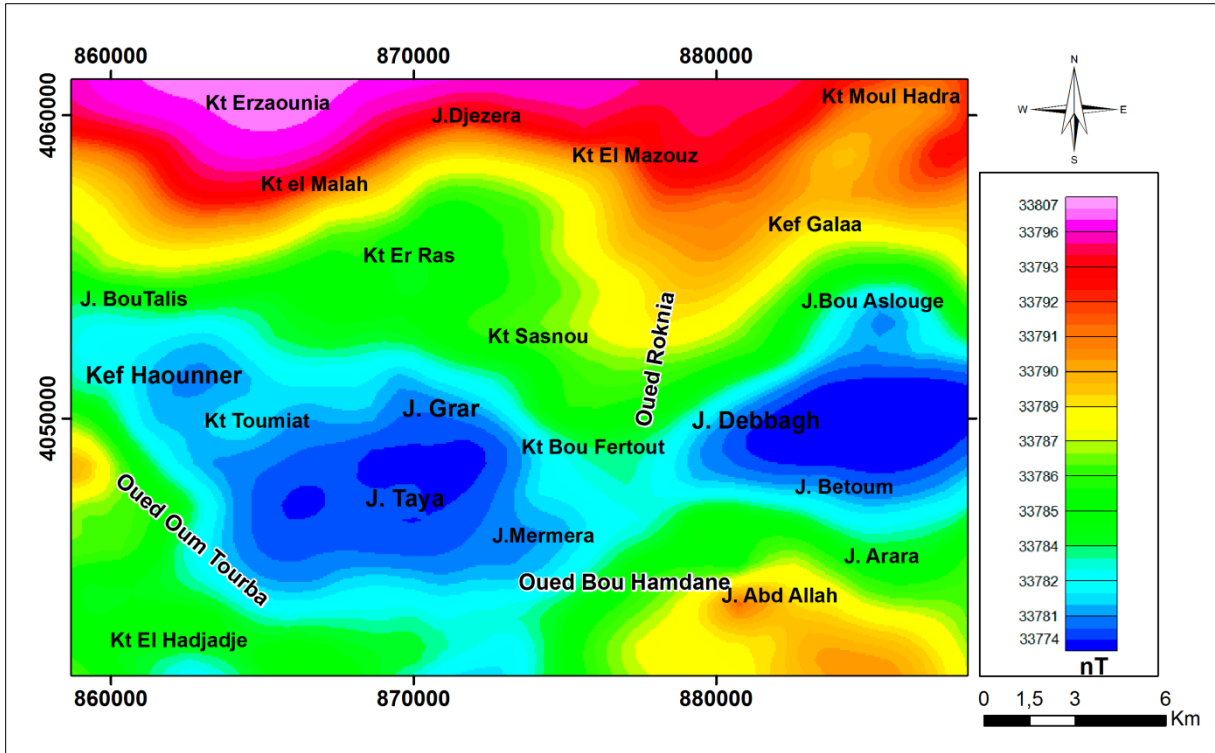 860000
870000
880000
4060000
4050000
Kt Erzaounia
Kt Moul Hadra
J.Djezera
Kt El Mazouz
Kt el Malah
Kef Galaa
Kt Er Ras
J. BouTalis
J.Bou Aslouge
Oued Roknia
Kt Sasnou
Kef Haounner
J. Grar
Kt Toumiat
J. Debbagh
Kt Bou Fertout
J. Taya
J. Betoum
Oued Oum Tourba
J.Mermera
J. Arara
Oued Bou Hamdane
J. Abd Allah
Kt El Hadjadje
860000
870000
880000
N
W
E
S
33807
33796
33793
33792
33791
33790
33789
33787
33786
33785
33784
33782
33781
33774
nT
0 1,5 3 6
Km